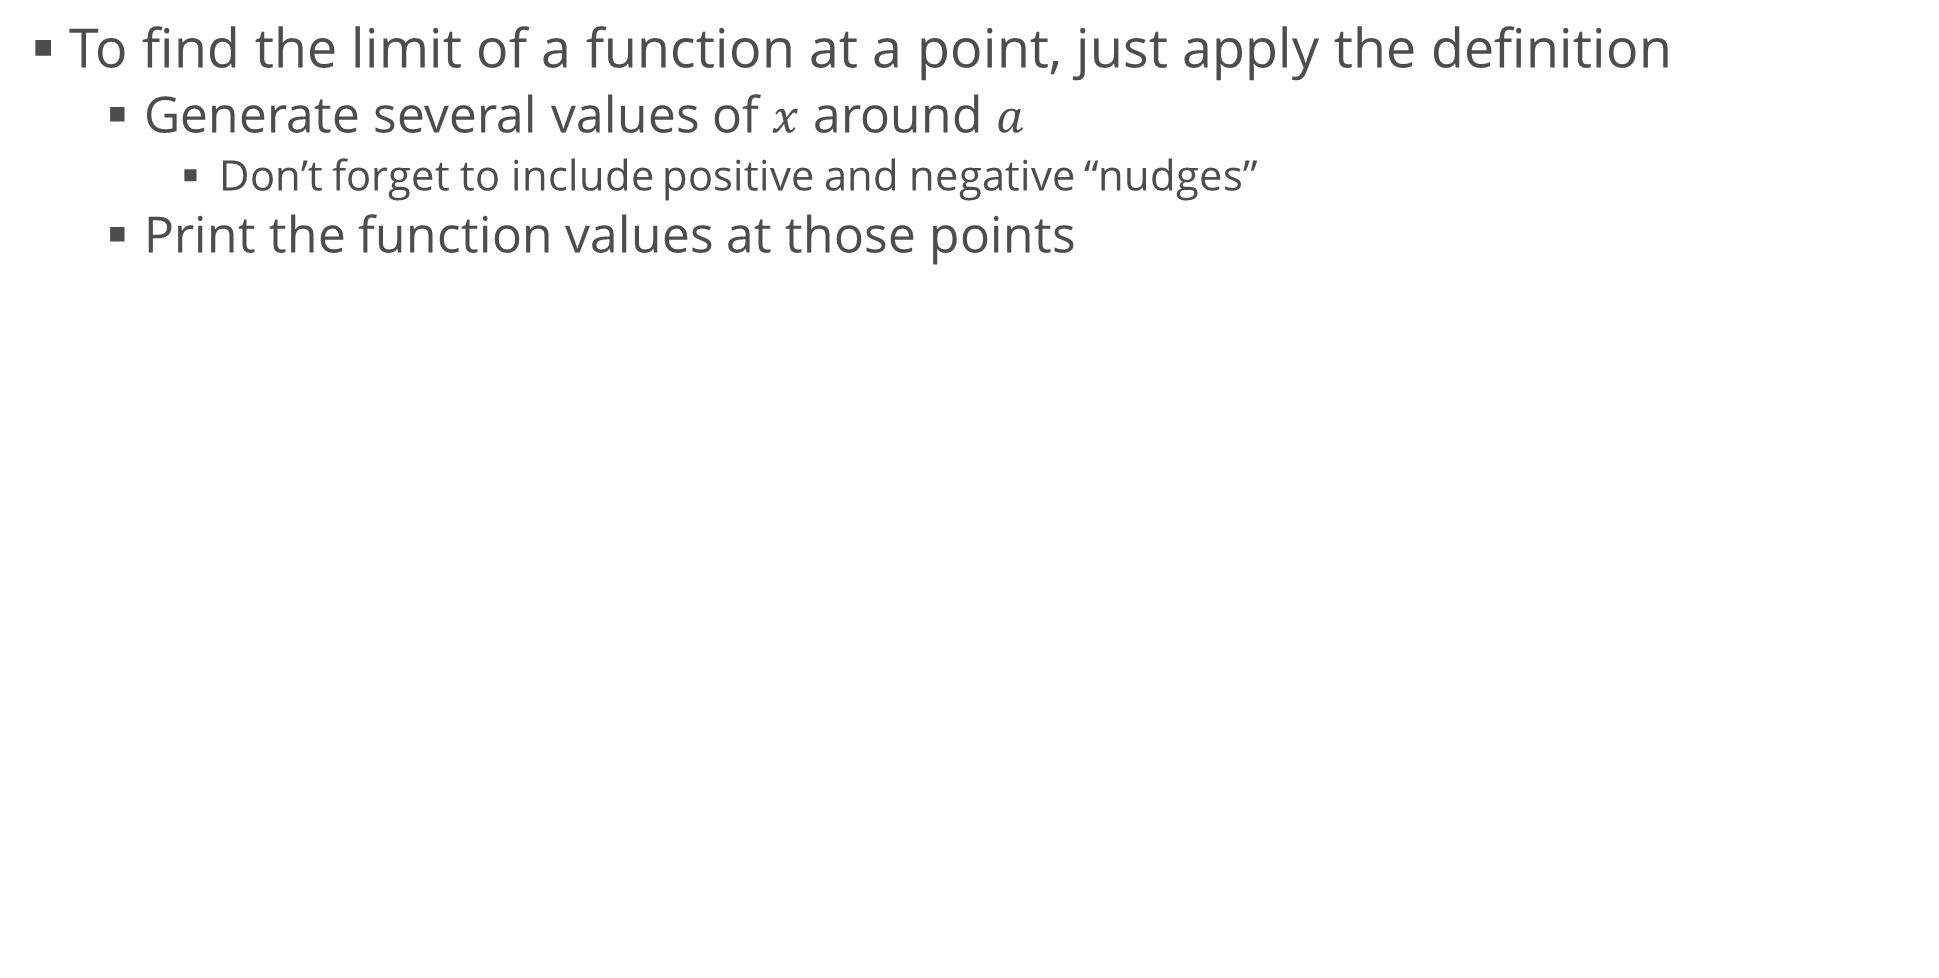 ▪ To find the limit of a function at a point, just apply the definition
▪ Generate several values of x around a
▪ Don’t forget to include positive and negative “nudges”
▪ Print the function values at those points